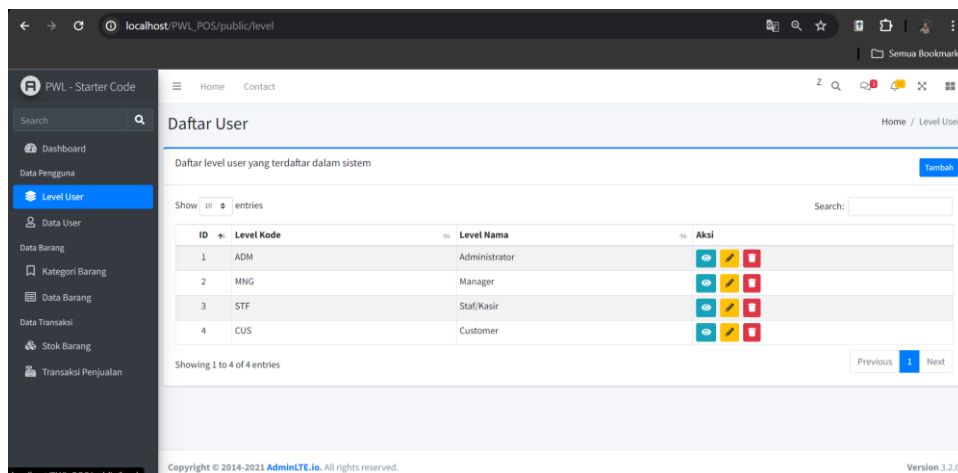 localhost/PWL_POS/public/level
Semua Bookmark
PWL - Starter Code
Home Contact
Z
Search
Daftar User
Home / Level User
Dashboard
Data Pengguna
Daftar level user yang terdaftar dalam sistem
Tambah
Level User
Data User
Show 10 entries
Search:
Data Barang
Kategori Barang
Data Barang
Data Transaksi
Stok Barang
Transaksi Penjualan
ID Level Kode Level Nama Aksi
1 ADM Administrator
2 MNG Manager
3 STF Staf/Kasir
4 CUS Customer
Showing 1 to 4 of 4 entries
Previous 1 Next
Copyright © 2014-2021 AdminLTE.io. All rights reserved.
Version 3.2.0